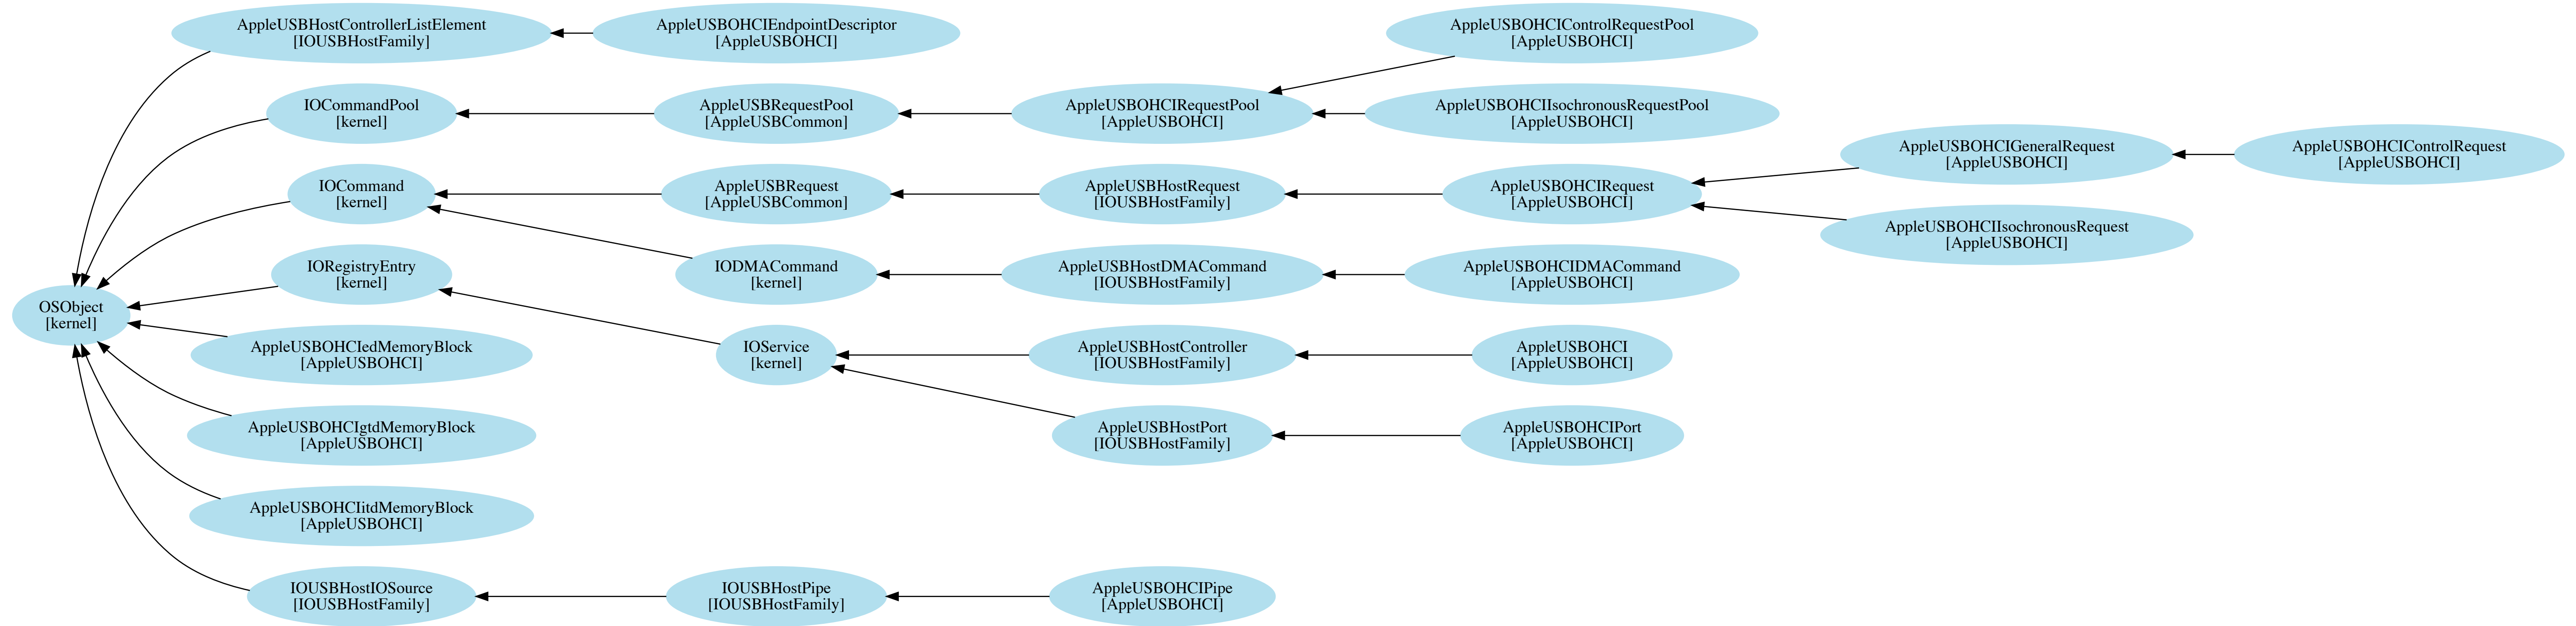 AppleUSBHostControllerListElement
[IOUSBHostFamily]
AppleUSBOHCIEndpointDescriptor
[AppleUSBOHCI]
AppleUSBOHCIControlRequestPool
[AppleUSBOHCI]
IOCommandPool
[kernel]
AppleUSBRequestPool
[AppleUSBCommon]
AppleUSBOHCIRequestPool
[AppleUSBOHCI]
AppleUSBOHCIIsochronousRequestPool
[AppleUSBOHCI]
AppleUSBOHCIGeneralRequest
[AppleUSBOHCI]
AppleUSBOHCIControlRequest
[AppleUSBOHCI]
IOCommand
[kernel]
AppleUSBRequest
[AppleUSBCommon]
AppleUSBHostRequest
[IOUSBHostFamily]
AppleUSBOHCIRequest
[AppleUSBOHCI]
AppleUSBOHCIIsochronousRequest
[AppleUSBOHCI]
IORegistryEntry
[kernel]
IODMACommand
[kernel]
AppleUSBHostDMACommand
[IOUSBHostFamily]
AppleUSBOHCIDMACommand
[AppleUSBOHCI]
OSObject
[kernel]
AppleUSBOHCIedMemoryBlock
[AppleUSBOHCI]
IOService
[kernel]
AppleUSBHostController
[IOUSBHostFamily]
AppleUSBOHCI
[AppleUSBOHCI]
AppleUSBOHCIgtdMemoryBlock
[AppleUSBOHCI]
AppleUSBHostPort
[IOUSBHostFamily]
AppleUSBOHCIPort
[AppleUSBOHCI]
AppleUSBOHCIitdMemoryBlock
[AppleUSBOHCI]
IOUSBHostIOSource
[IOUSBHostFamily]
IOUSBHostPipe
[IOUSBHostFamily]
AppleUSBOHCIPipe
[AppleUSBOHCI]